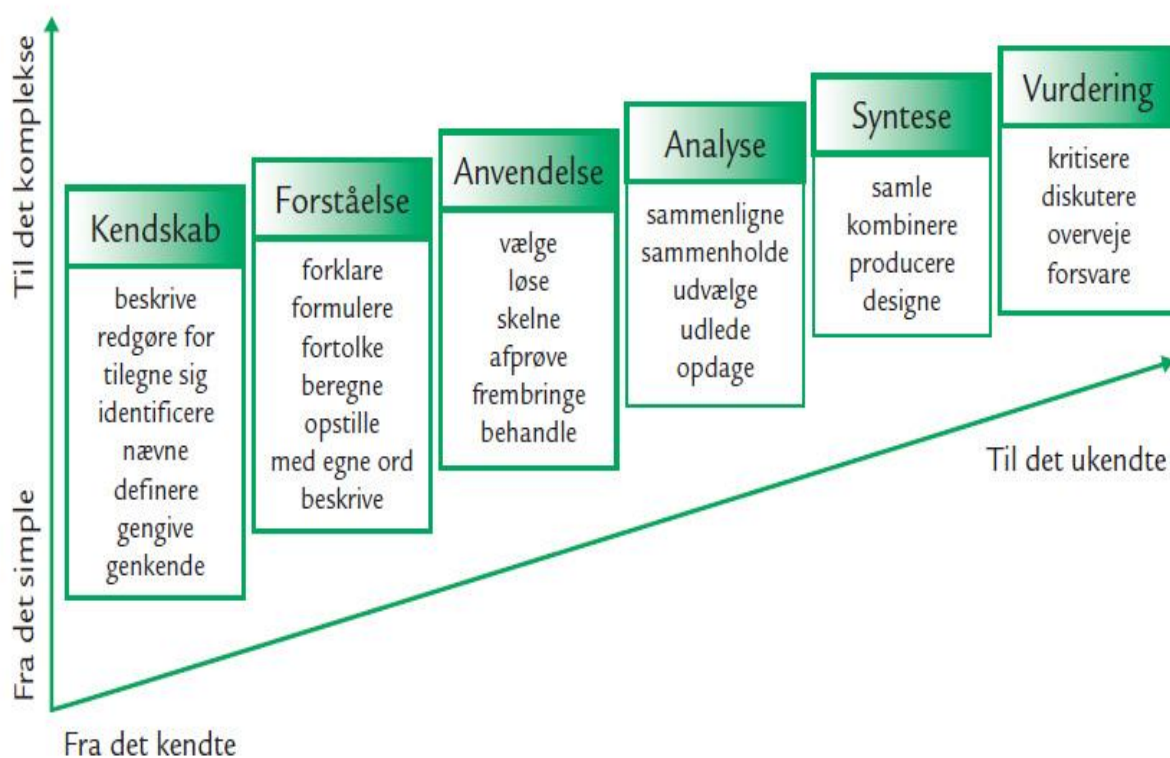 Til det komplekse
Fra det simple
Kendskab
beskrive
redgøre for
tilegne sig
identificere
nævne
definere
gengive
genkende
Forståelse
forklare
formulere
fortolke
beregne
opstille
med egne ord
beskrive
Anvendelse
vælge
løse
skelne
afprøve
frembringe
behandle
Analyse
sammenligne
sammenholde
udvælge
udlede
opdage
Syntese
samle
kombinere
producere
designe
Vurdering
kritisere
diskutere
overveje
forsvare
Til det ukendte
Fra det kendte